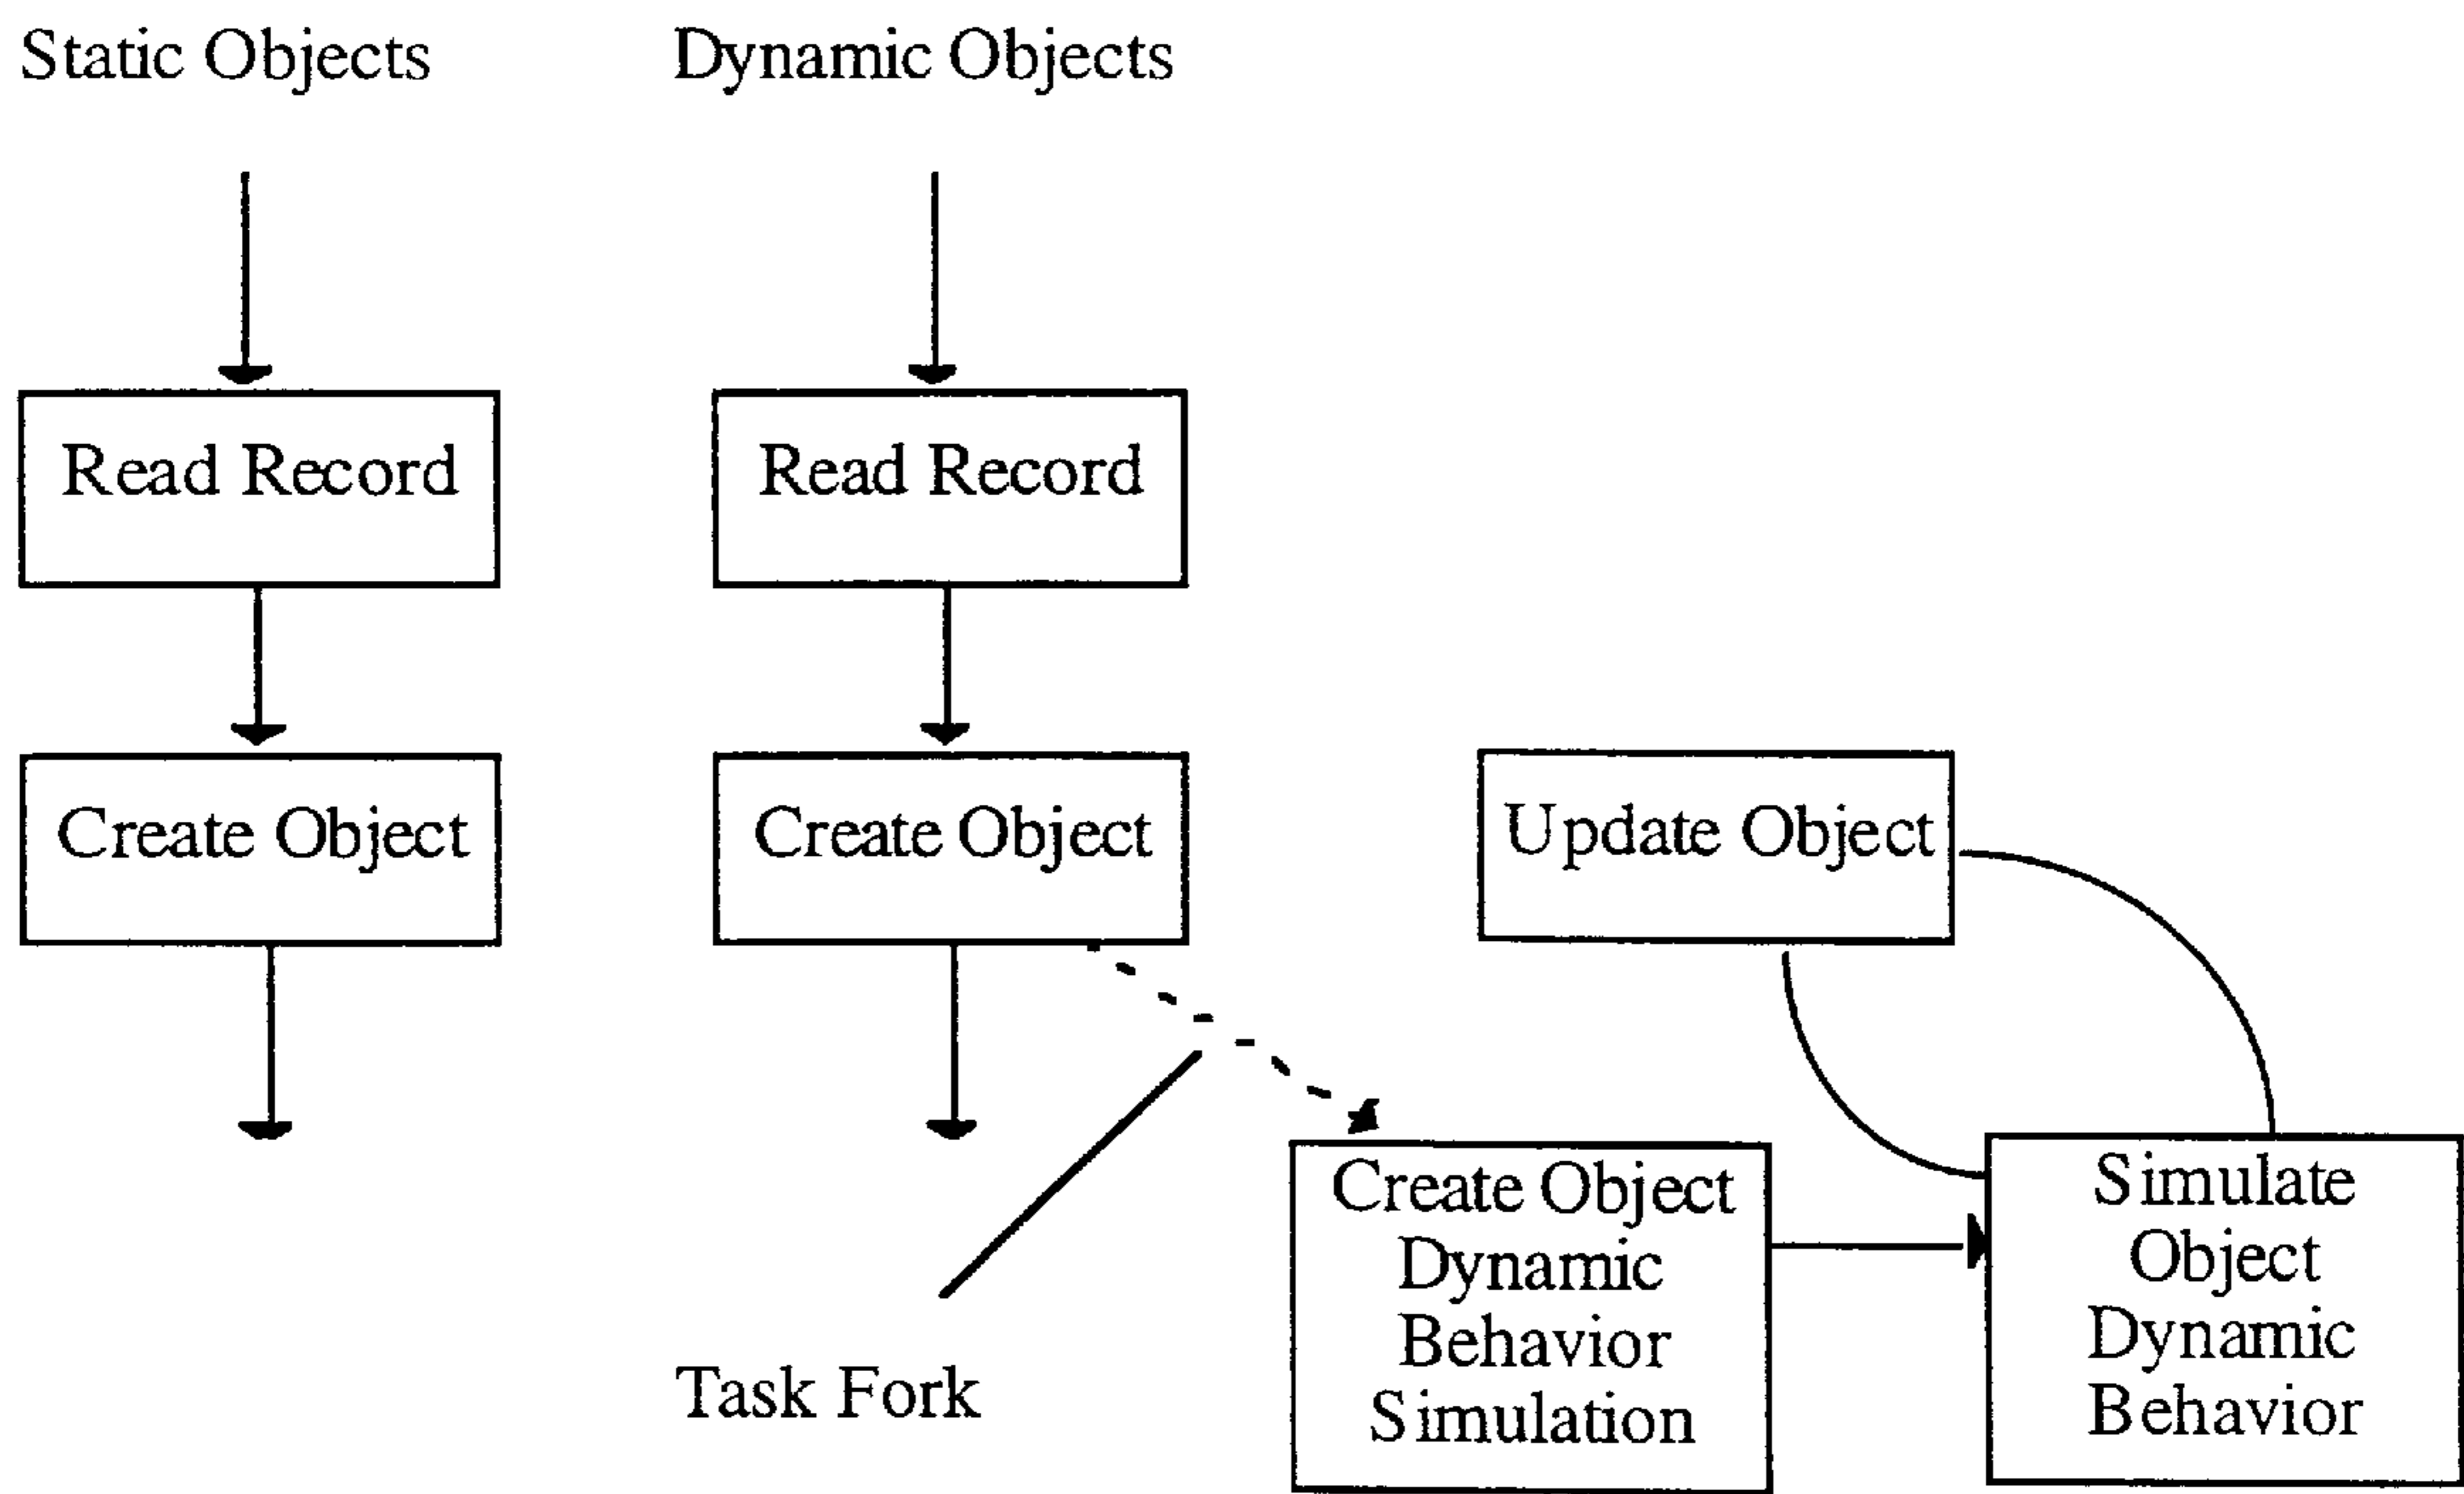 Static Objects
Dynamic Objects
Read Record
Read Record
Create Object
Create Object
Update Object
Create Object
Dynamic
Behavior
Simulation
Simulate
Object
Dynamic
Behavior
Task Fork